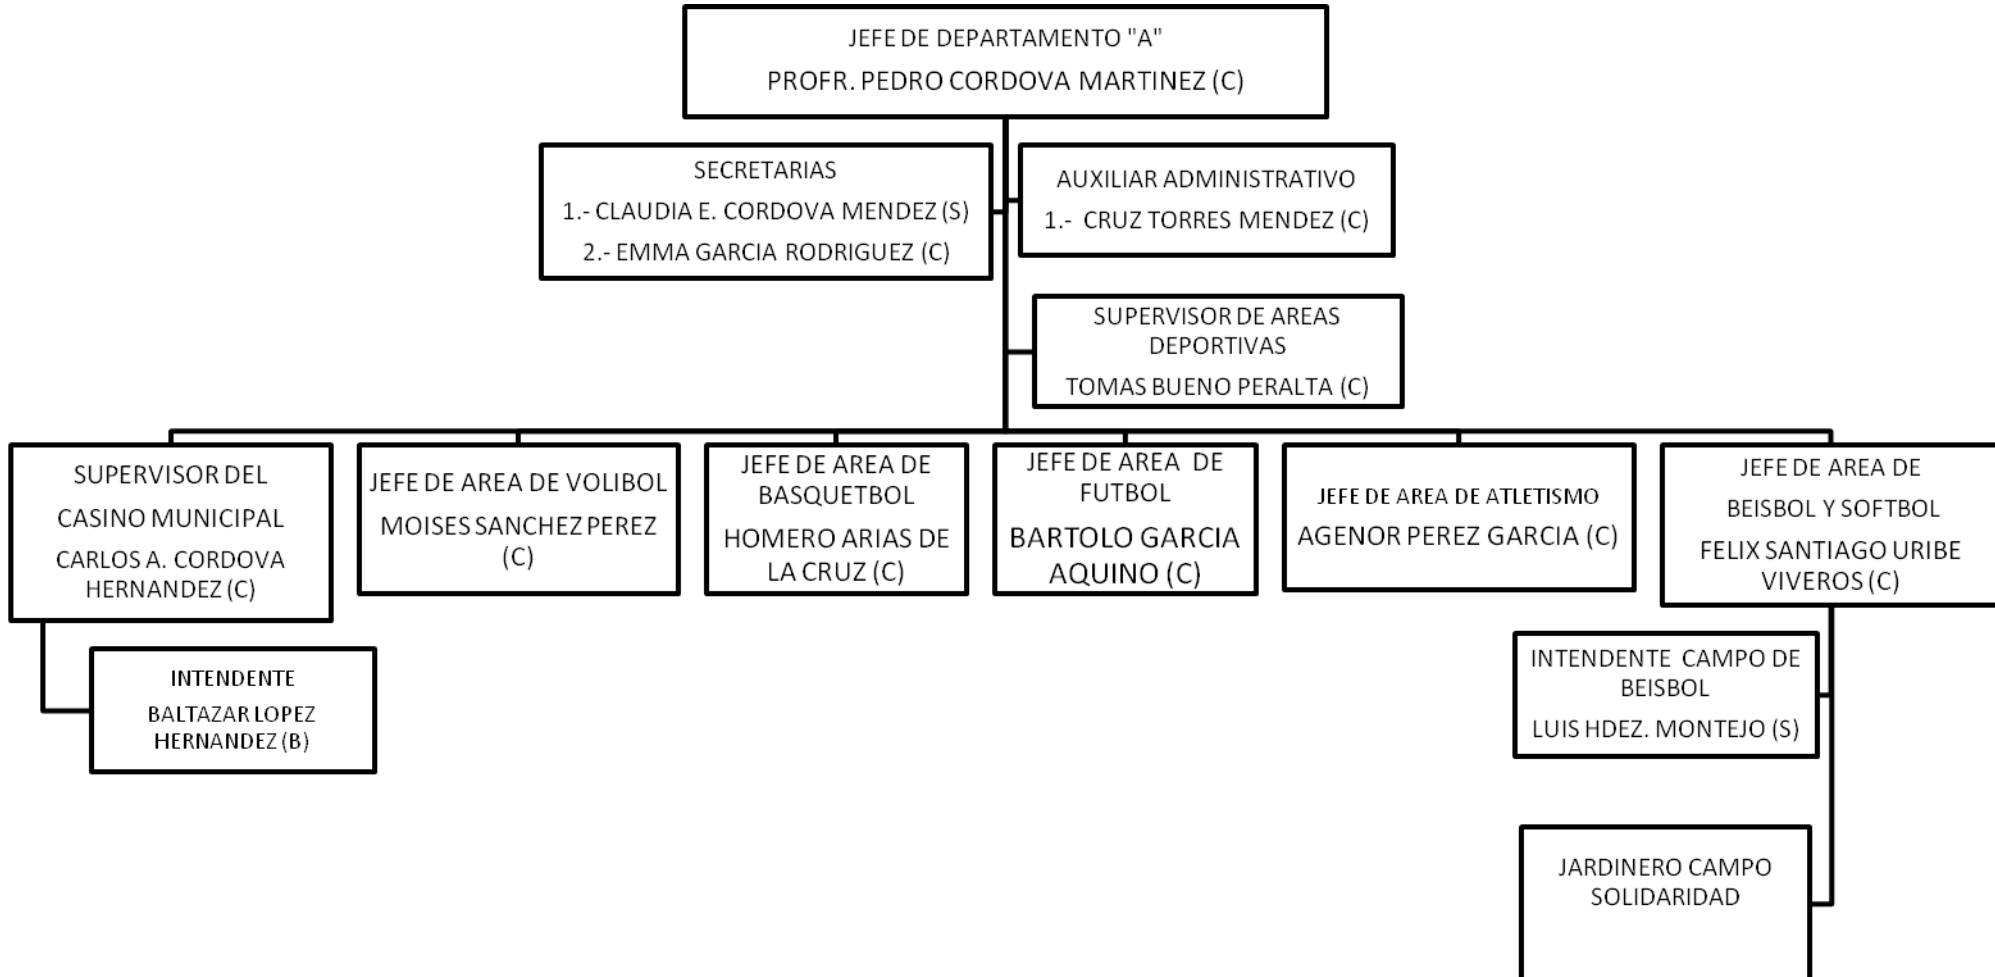 JEFE DE DEPARTAMENTO "A"
PROFR. PEDRO CORDOVA MARTINEZ (C)
SECRETARIAS
1.- CLAUDIA E. CORDOVA MENDEZ (S)
2.- EMMA GARCIA RODRIGUEZ (C)
AUXILIAR ADMINISTRATIVO
1.- CRUZ TORRES MENDEZ (C)
SUPERVISOR DE AREAS
DEPORTIVAS
TOMAS BUENO PERALTA (C)
SUPERVISOR DEL
CASINO MUNICIPAL
CARLOS A. CORDOVA
HERNANDEZ (C)
JEFE DE AREA DE VOLIBOL
MOISES SANCHEZ PEREZ
(C)
JEFE DE AREA DE
BASQUETBOL
HOMERO ARIAS DE
LA CRUZ (C)
JEFE DE AREA DE
FUTBOL
BARTOLO GARCIA
AQUINO (C)
JEFE DE AREA DE ATLETISMO
AGENOR PEREZ GARCIA (C)
JEFE DE AREA DE
BEISBOL Y SOFTBOL
FELIX SANTIAGO URIBE
VIVEROS (C)
INTENDENTE
BALTAZAR LOPEZ
HERNANDEZ (B)
INTENDENTE CAMPO DE
BEISBOL
LUIS HDEZ. MONTEJO (S)
JARDINERO CAMPO
SOLIDARIDAD